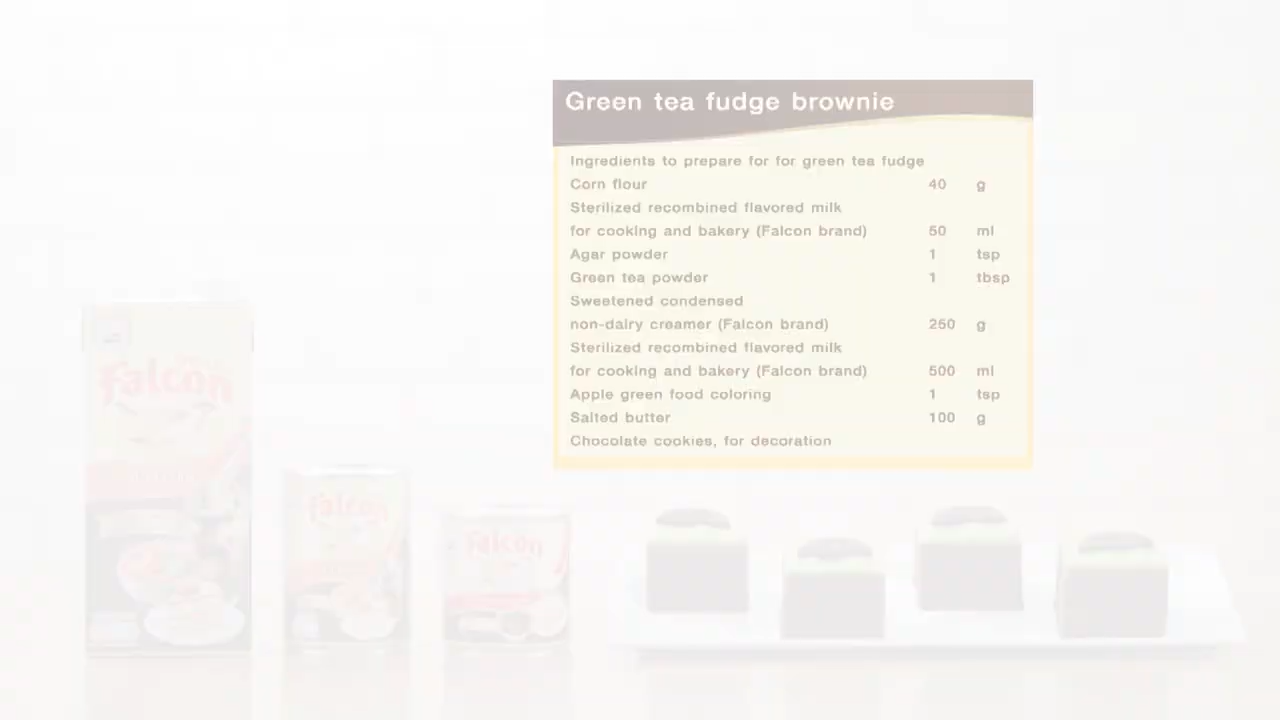 Green tea fudge brownie
Ingredients to prepare for for green tea fudge
Corn flour 40 g
Sterilized recombined flavored milk
for cooking and bakery (Falcon brand) 50 ml
Agar powder 1 tsp
Green tea powder 1 tbsp
Sweetened condensed
non-dairy creamer (Falcon brand) 250 g
Sterilized recombined flavored milk
for cooking and bakery (Falcon brand) 500 ml
Apple green food coloring 1 tsp
Salted butter 100 g
Chocolate cookies, for decoration
Falcon
Falcon
Falcon